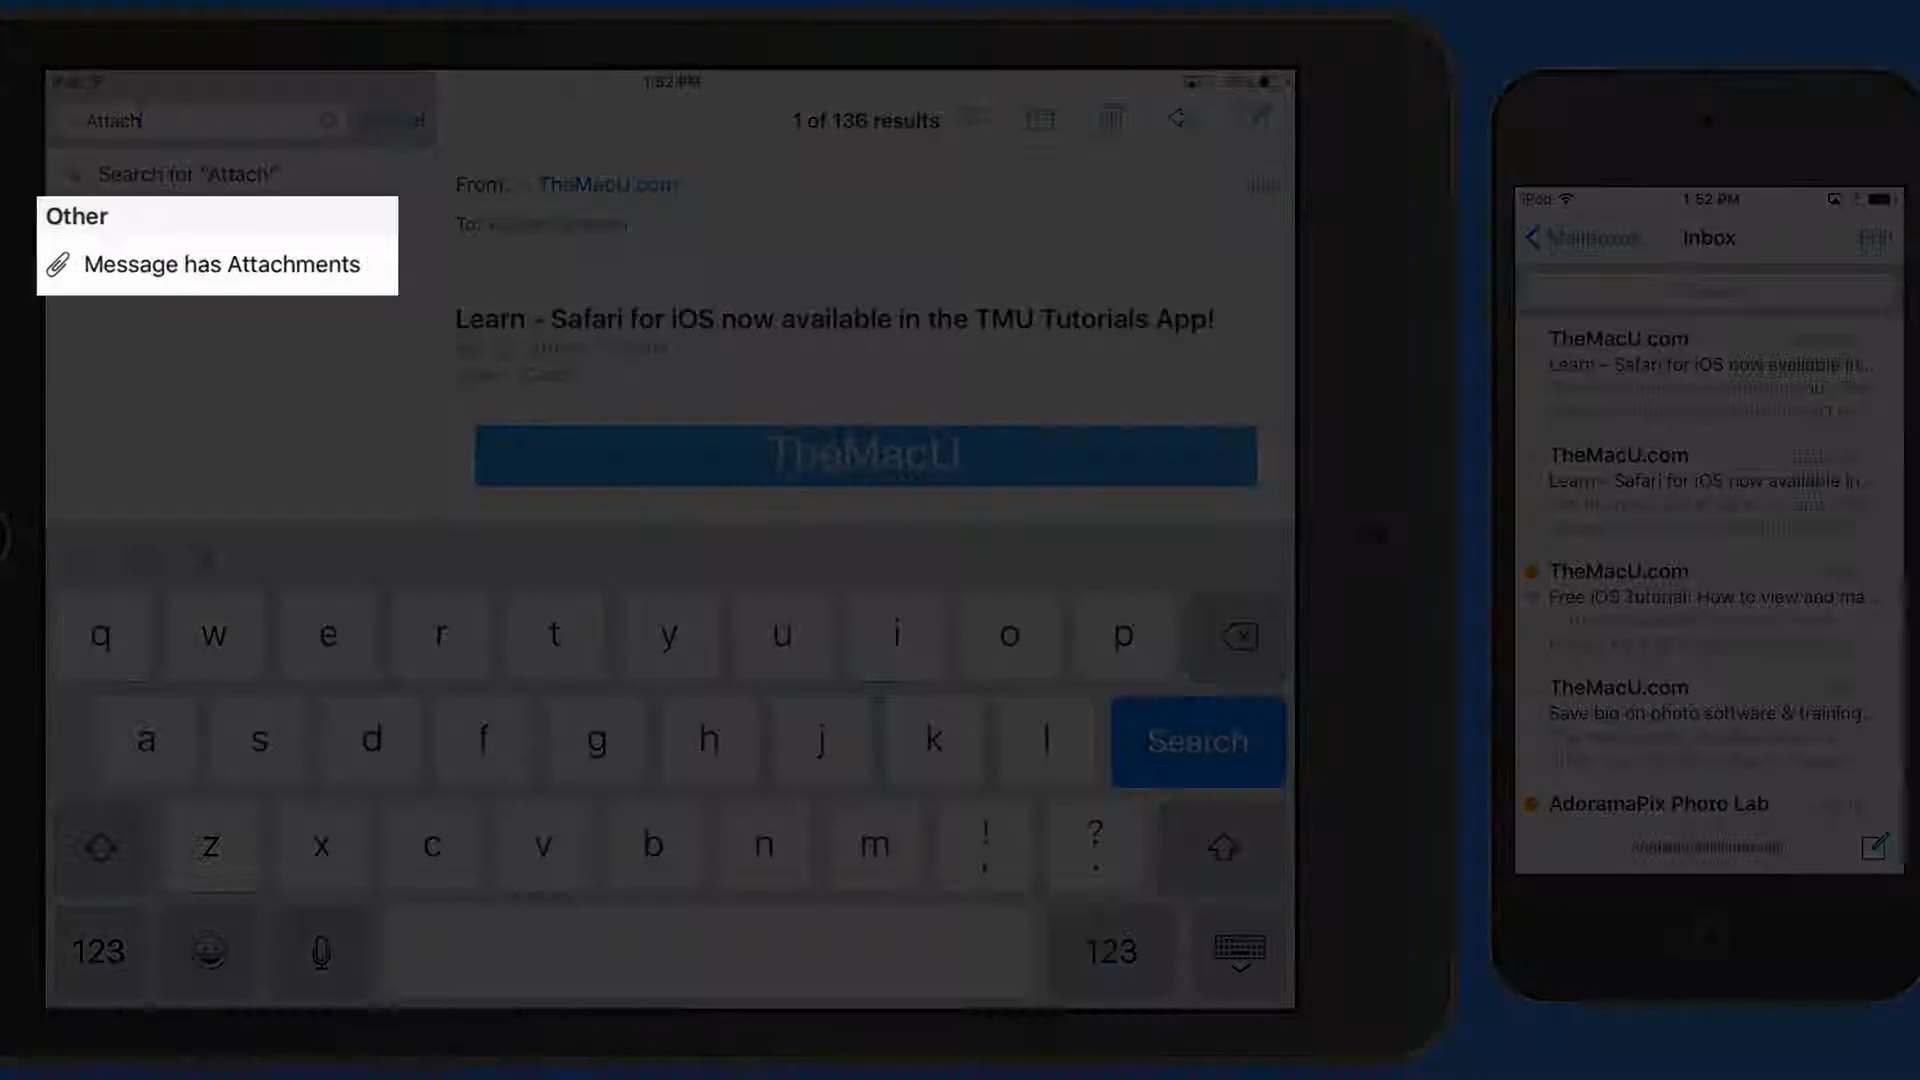 1:52 PM
Attach
1 of 136 results
Search for "Attach"
Other
Message has Attachments
From:
TheMacU.com
To:
Learn - Safari for iOS now available in the TMU Tutorials App!
TheMacU
q w e r t y u i o p
a s d f g h j k l Search
z x c v b n m ! , ? .
123 123
iPod 1:52 PM
Mailboxes Inbox Edit
TheMacU.com
Learn - Safari for iOS now available in...
TheMacU.com
Learn - Safari for iOS now available in...
TheMacU.com
Free iOS Tutorial: How to view and ma...
TheMacU.com
Save big on photo software & training...
AdoramaPix Photo Lab